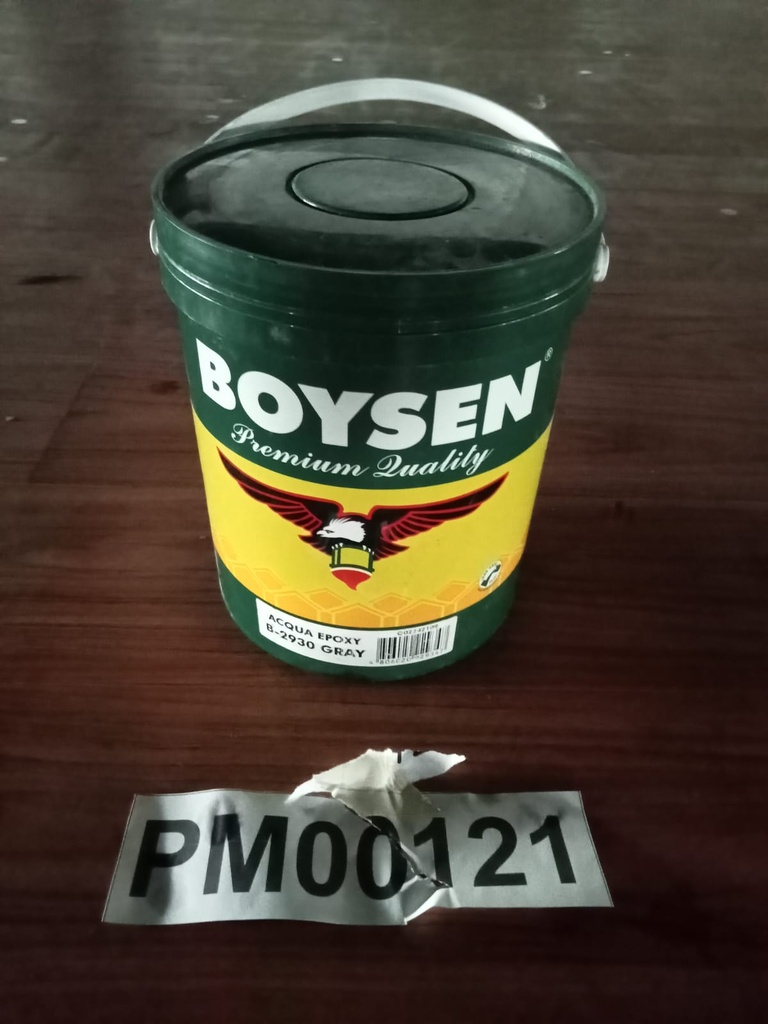 BOYSEN®
Premium Quality
ACQUA EPOXY
B-2930 GRAY
PM00121